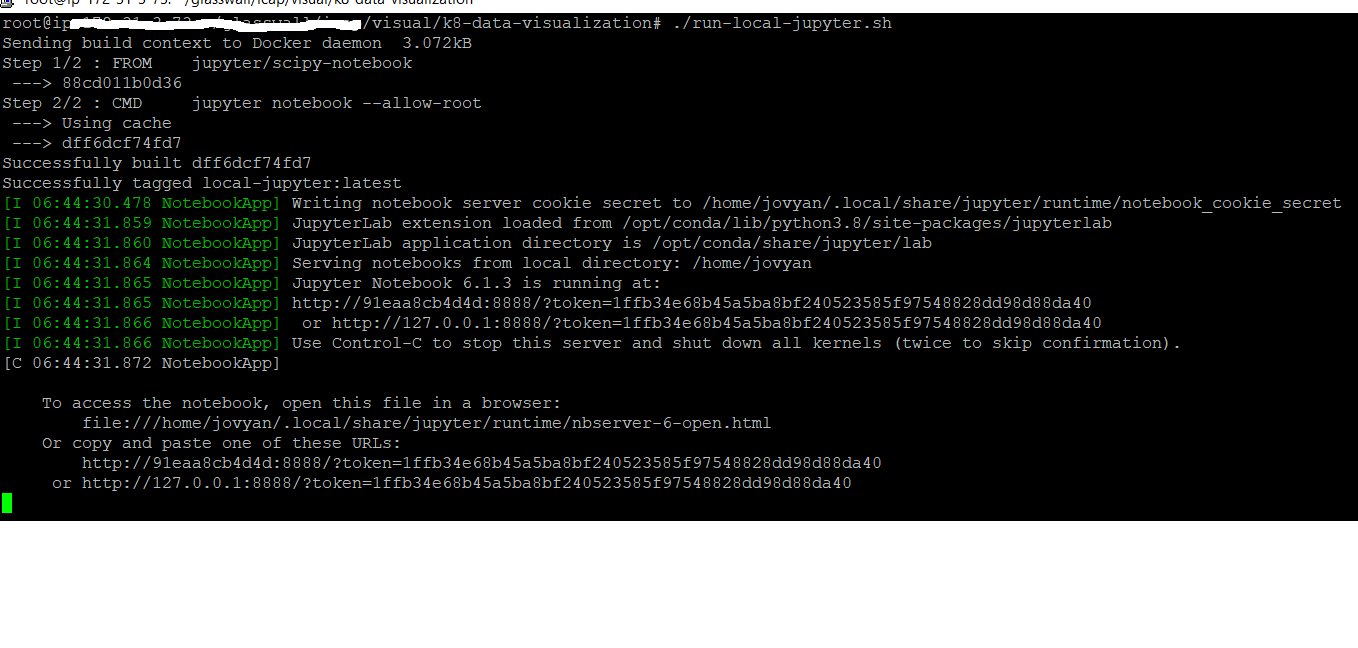 root@ip-172-31-3-73: ~/glasswall/icap/visual/k8-data-visualization
root@ip /visual/k8-data-visualization# ./run-local-jupyter.sh
Sending build context to Docker daemon  3.072kB
Step 1/2 : FROM    jupyter/scipy-notebook
 ---> 88cd011b0d36
Step 2/2 : CMD     jupyter notebook --allow-root
 ---> Using cache
 ---> dff6dcf74fd7
Successfully built dff6dcf74fd7
Successfully tagged local-jupyter:latest
[I 06:44:30.478 NotebookApp] Writing notebook server cookie secret to /home/jovyan/.local/share/jupyter/runtime/notebook_cookie_secret
[I 06:44:31.859 NotebookApp] JupyterLab extension loaded from /opt/conda/lib/python3.8/site-packages/jupyterlab
[I 06:44:31.860 NotebookApp] JupyterLab application directory is /opt/conda/share/jupyter/lab
[I 06:44:31.864 NotebookApp] Serving notebooks from local directory: /home/jovyan
[I 06:44:31.865 NotebookApp] Jupyter Notebook 6.1.3 is running at:
[I 06:44:31.865 NotebookApp] http://91eaa8cb4d4d:8888/?token=1ffb34e68b45a5ba8bf240523585f97548828dd98d88da40
[I 06:44:31.866 NotebookApp]  or http://127.0.0.1:8888/?token=1ffb34e68b45a5ba8bf240523585f97548828dd98d88da40
[I 06:44:31.866 NotebookApp] Use Control-C to stop this server and shut down all kernels (twice to skip confirmation).
[C 06:44:31.872 NotebookApp]
    To access the notebook, open this file in a browser:
        file:///home/jovyan/.local/share/jupyter/runtime/nbserver-6-open.html
    Or copy and paste one of these URLs:
        http://91eaa8cb4d4d:8888/?token=1ffb34e68b45a5ba8bf240523585f97548828dd98d88da40
     or http://127.0.0.1:8888/?token=1ffb34e68b45a5ba8bf240523585f97548828dd98d88da40